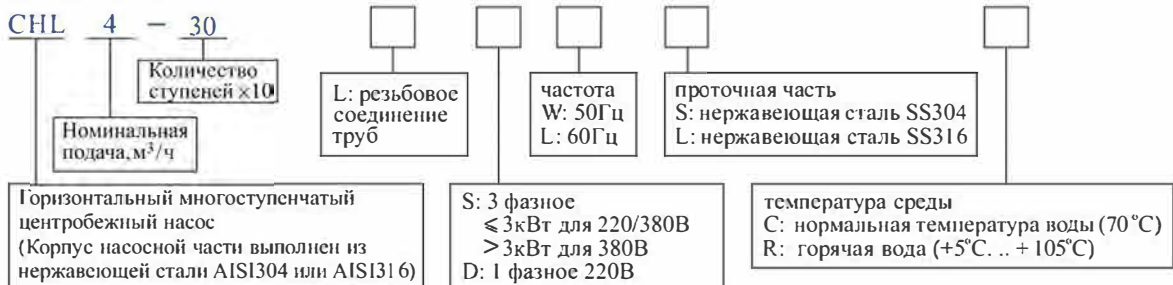 CHL 4 - 30
Количество
ступеней ×10
Номинальная
подача, м³/ч
Горизонтальный многоступенчатый
центробежный насос
(Корпус насосной части выполнен из
нержавеющей стали AISI304 или AISI316)
L: резьбовое
соединение
труб
S: 3 фазное
⩽3кВт для 220/380В
>3кВт для 380В
D: 1 фазное 220В
частота
W: 50Гц
L: 60Гц
проточная часть
S: нержавеющая сталь SS304
L: нержавеющая сталь SS316
температура среды
C: нормальная температура воды (70°C)
R: горячая вода (+5°C. .. +105°C)